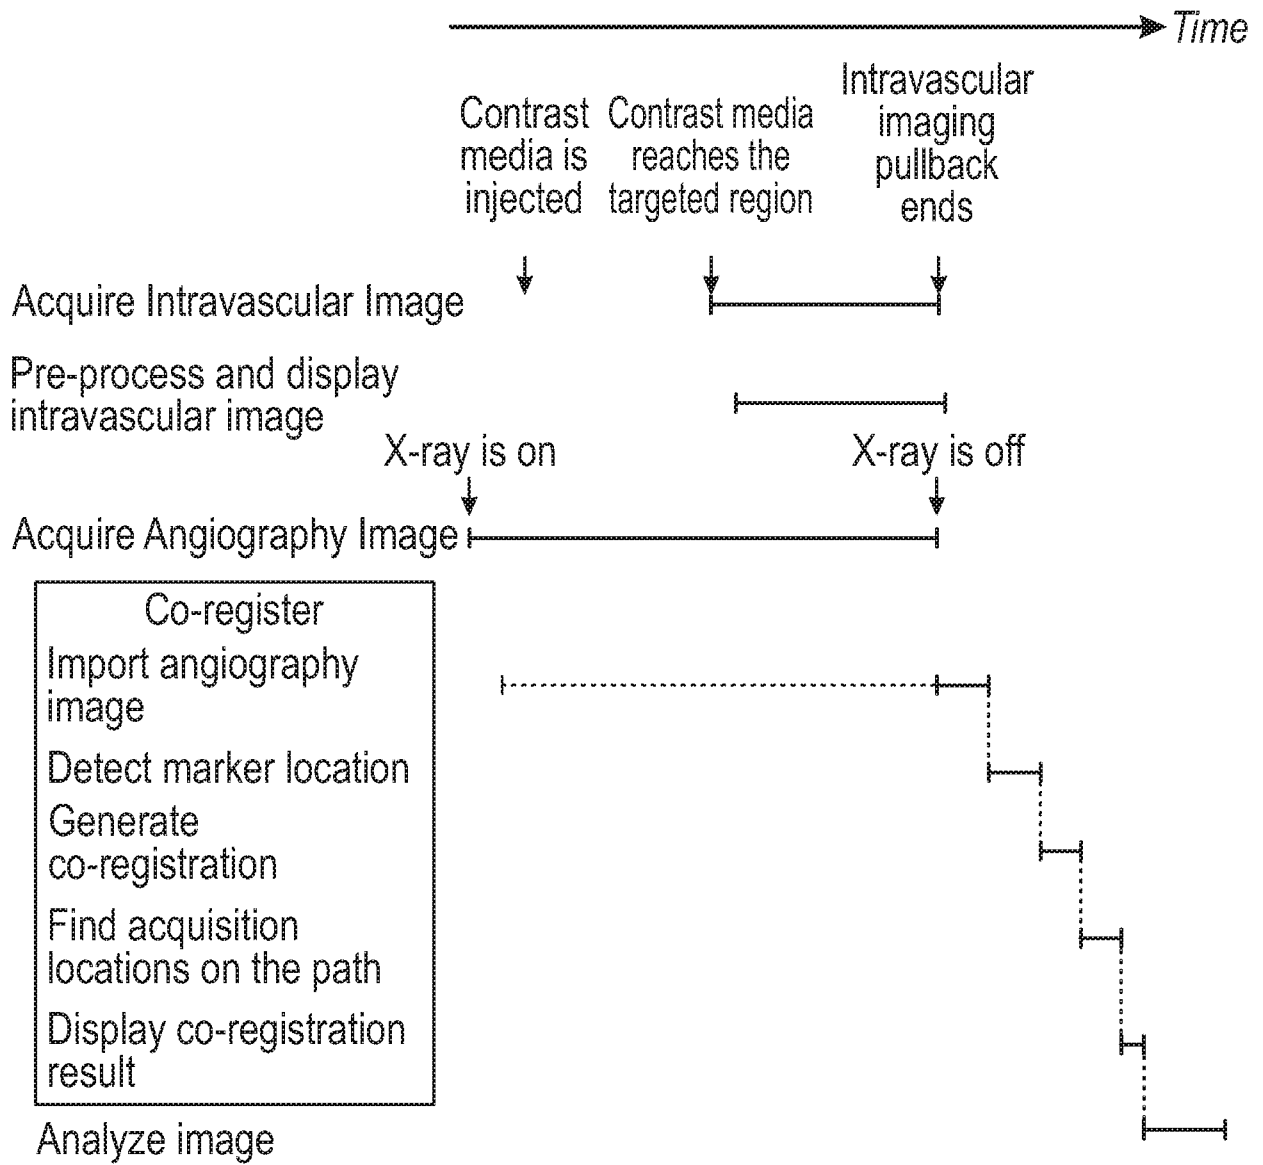 Time
Contrast
media is
injected
Contrast media
reaches the
targeted region
Intravascular
imaging
pullback
ends
Acquire Intravascular Image
Pre-process and display
intravascular image
X-ray is on
X-ray is off
Acquire Angiography Image
Co-register
Import angiography
image
Detect marker location
Generate
co-registration
Find acquisition
locations on the path
Display co-registration
result
Analyze image